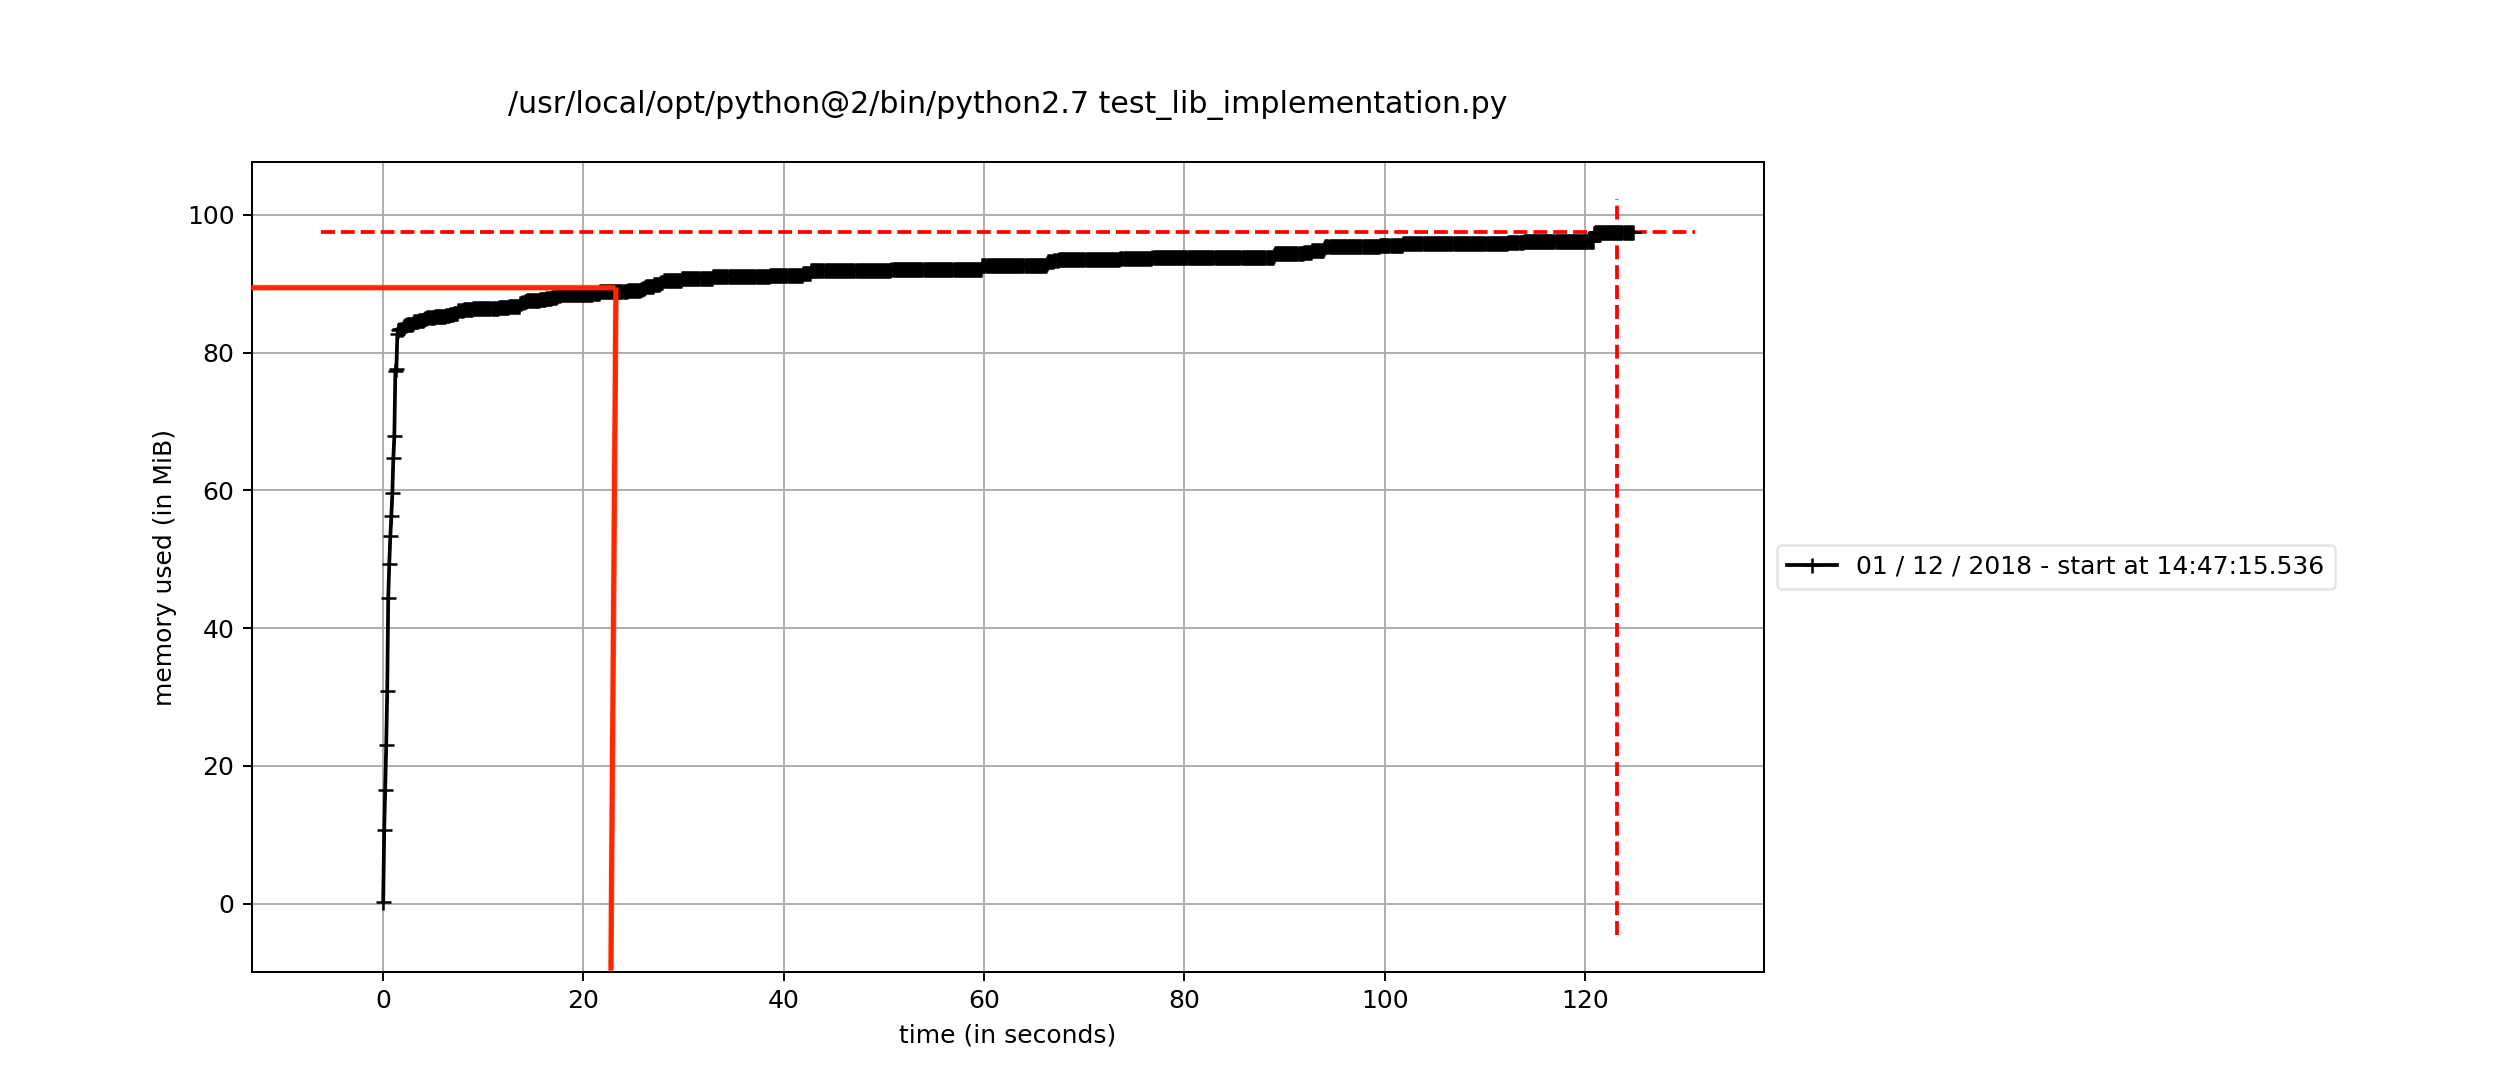 /usr/local/opt/python@2/bin/python2.7 test_lib_implementation.py
100
80
60
40
20
0
memory used (in MiB)
01 / 12 / 2018 - start at 14:47:15.536
0 20 40 60 80 100 120
time (in seconds)